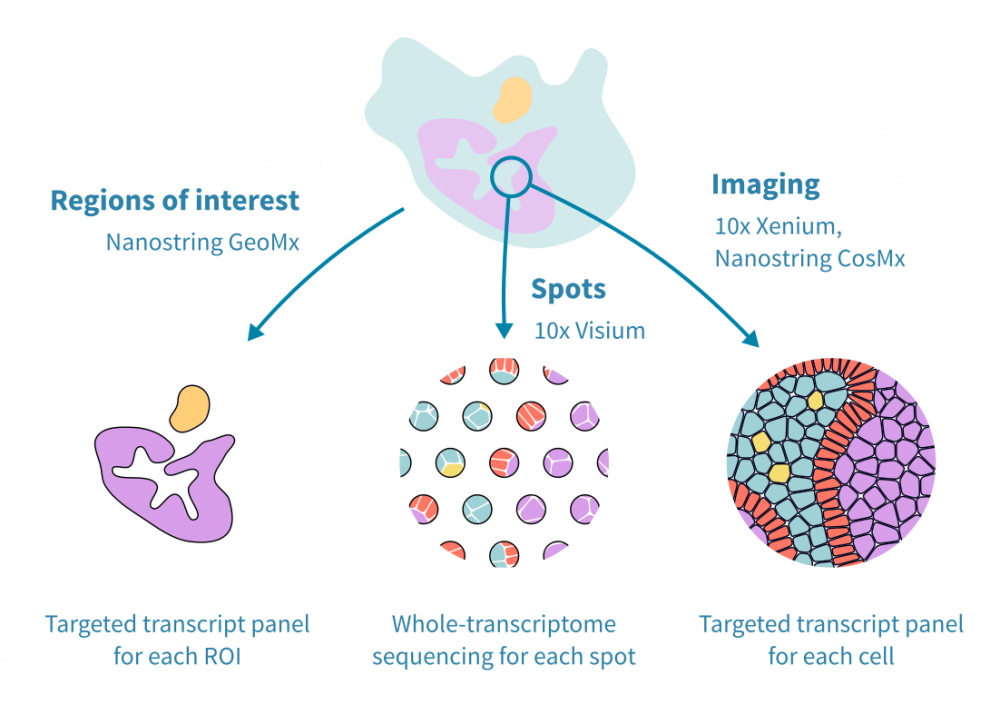 Regions of interest
Nanostring GeoMx
Imaging
10x Xenium,
Nanostring CosMx
Spots
10x Visium
Targeted transcript panel
for each ROI
Whole-transcriptome
sequencing for each spot
Targeted transcript panel
for each cell